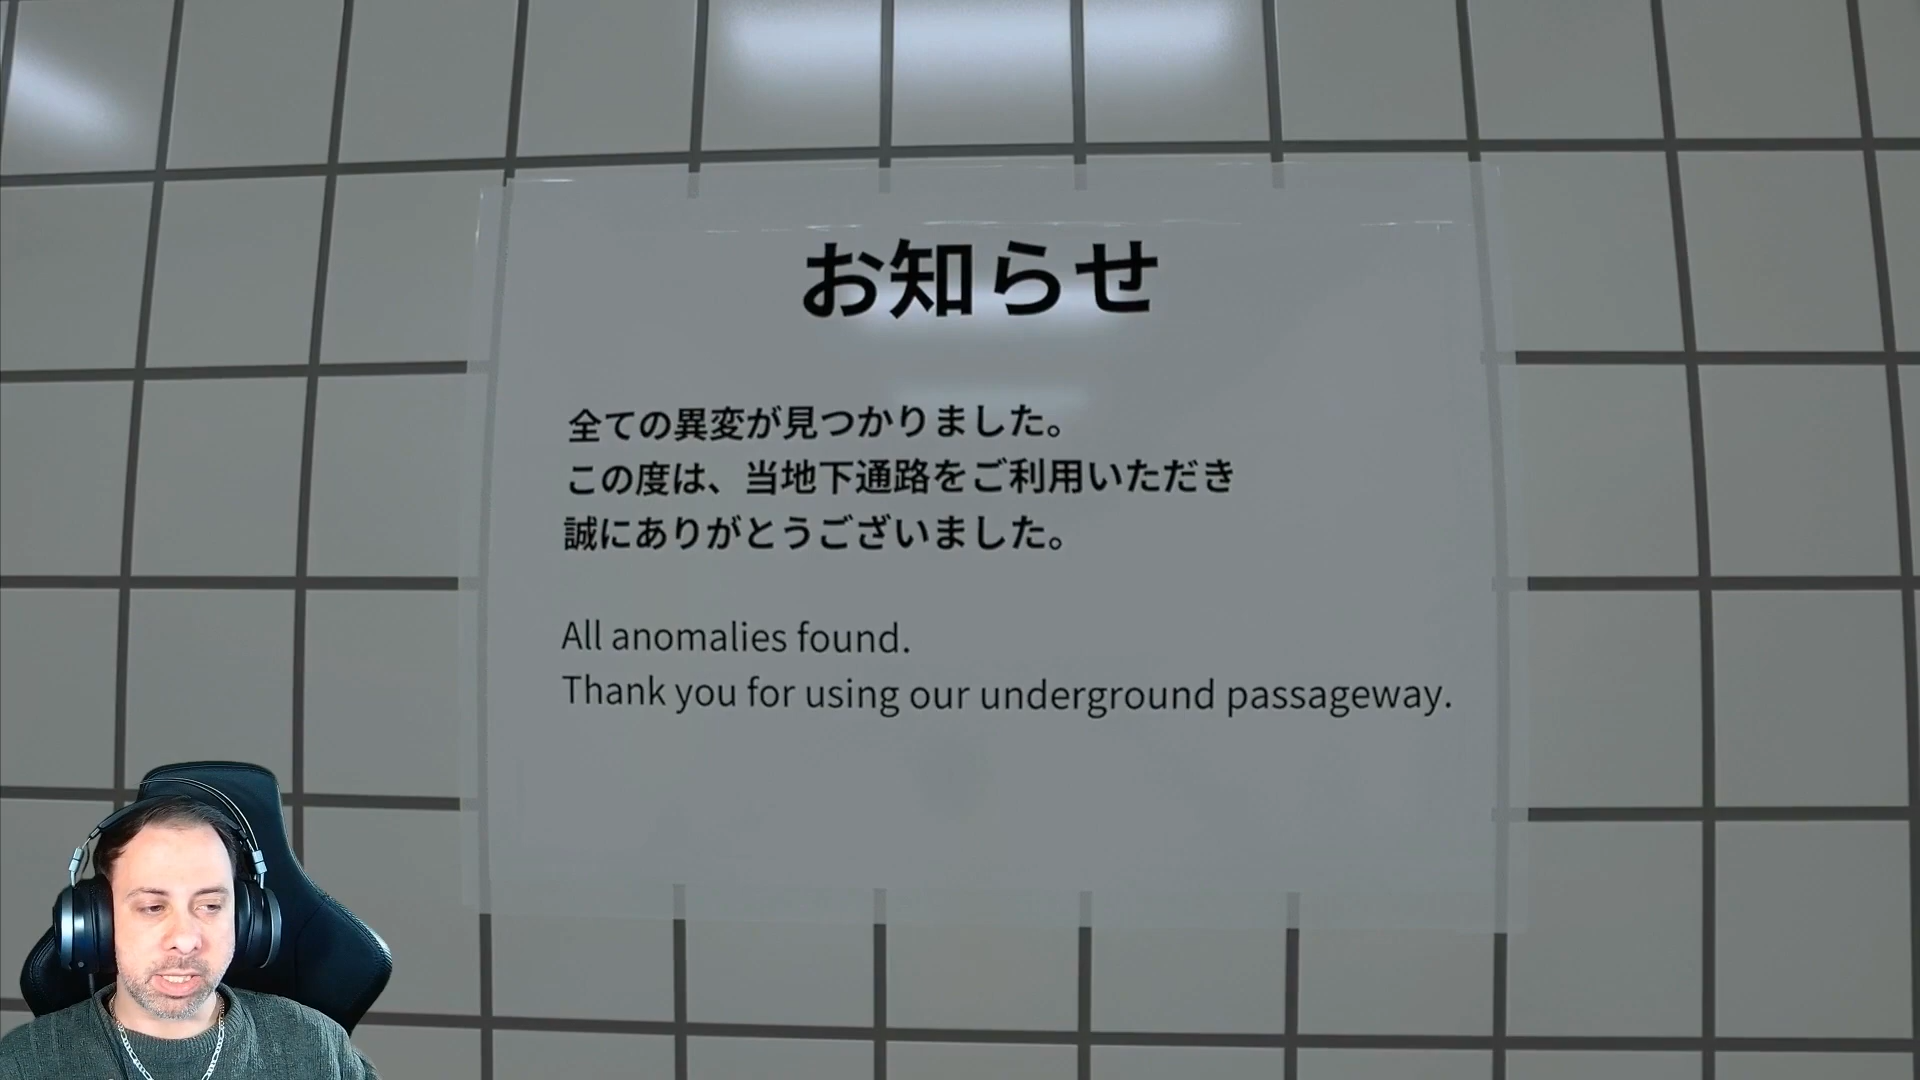 お知らせ
全ての異変が見つかりました。
この度は、当地下通路をご利用いただき
誠にありがとうございました。
All anomalies found.
Thank you for using our underground passageway.